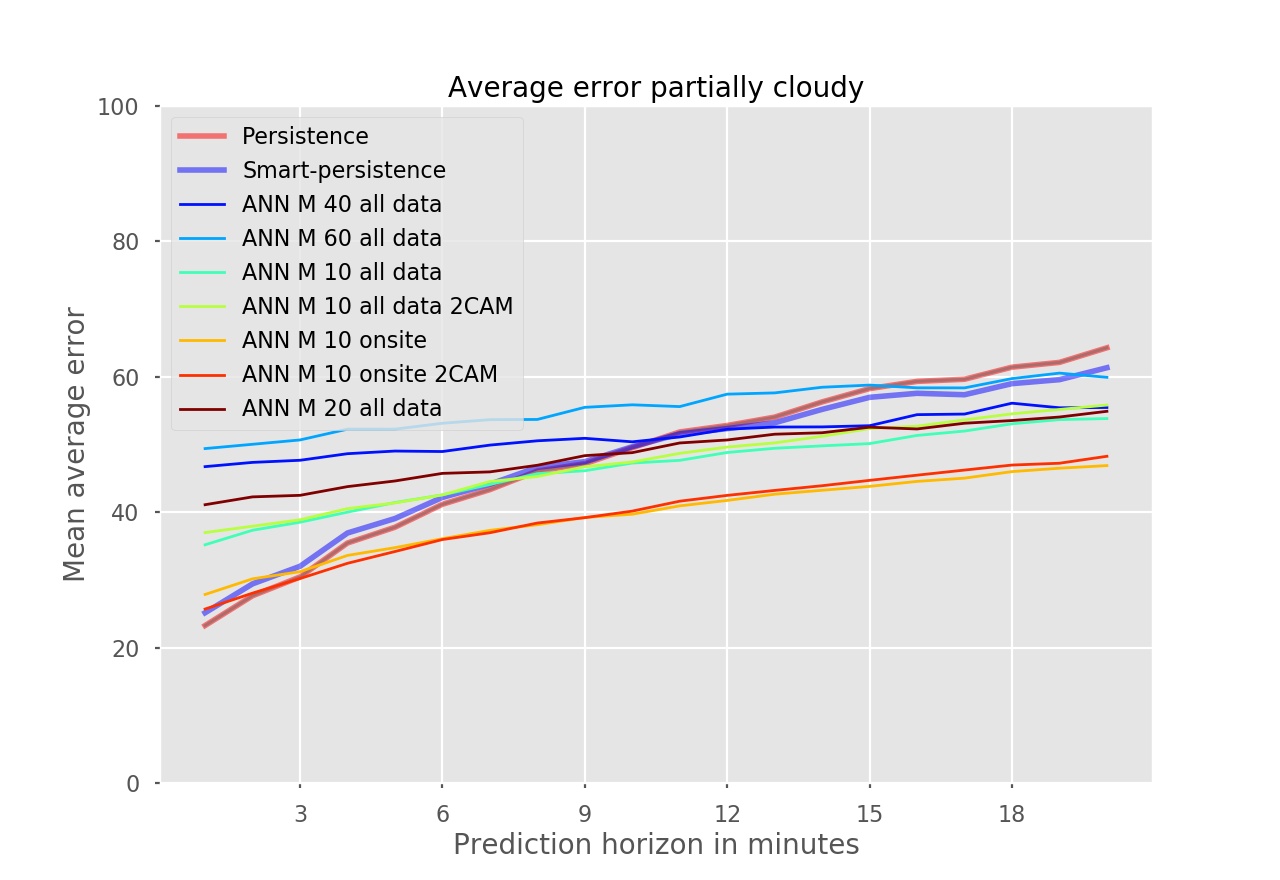 Average error partially cloudy
100
80
60
40
20
0
Mean average error
Persistence
Smart-persistence
ANN M 40 all data
ANN M 60 all data
ANN M 10 all data
ANN M 10 all data 2CAM
ANN M 10 onsite
ANN M 10 onsite 2CAM
ANN M 20 all data
3 6 9 12 15 18
Prediction horizon in minutes